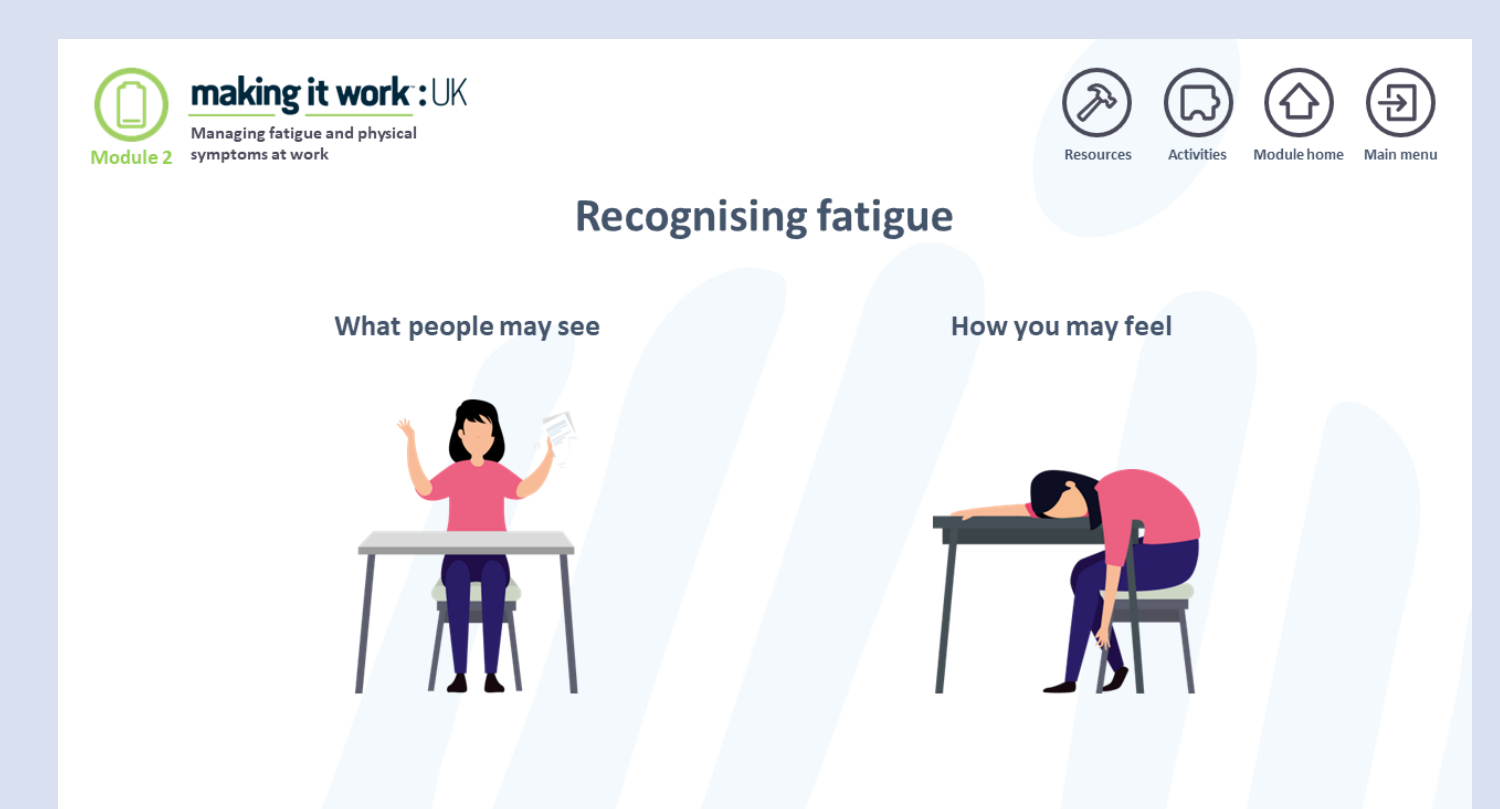 making it work™:UK
Managing fatigue and physical
symptoms at work
Module 2
Resources
Activities
Module home
Main menu
Recognising fatigue
What people may see
How you may feel